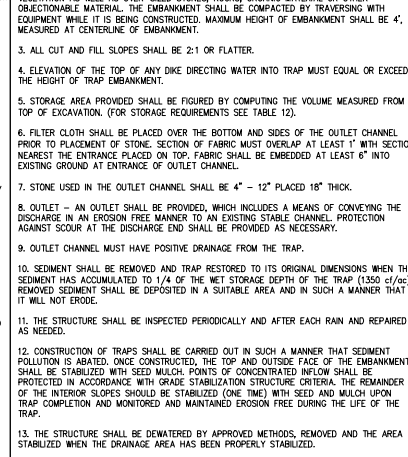 OBJECTIONABLE MATERIAL. THE EMBANKMENT SHALL BE COMPACTED BY TRAVERSING WITH
EQUIPMENT WHILE IT IS BEING CONSTRUCTED. MAXIMUM HEIGHT OF EMBANKMENT SHALL BE 4',
MEASURED AT CENTERLINE OF EMBANKMENT.
3. ALL CUT AND FILL SLOPES SHALL BE 2:1 OR FLATTER.
4. ELEVATION OF THE TOP OF ANY DIKE DIRECTING WATER INTO TRAP MUST EQUAL OR EXCEED
THE HEIGHT OF TRAP EMBANKMENT.
5. STORAGE AREA PROVIDED SHALL BE FIGURED BY COMPUTING THE VOLUME MEASURED FROM
TOP OF EXCAVATION. (FOR STORAGE REQUIREMENTS SEE TABLE 12).
6. FILTER CLOTH SHALL BE PLACED OVER THE BOTTOM AND SIDES OF THE OUTLET CHANNEL
PRIOR TO PLACEMENT OF STONE. SECTION OF FABRIC MUST OVERLAP AT LEAST 1' WITH SECTIO
NEAREST THE ENTRANCE PLACED ON TOP. FABRIC SHALL BE EMBEDDED AT LEAST 6" INTO
EXISTING GROUND AT ENTRANCE OF OUTLET CHANNEL.
7. STONE USED IN THE OUTLET CHANNEL SHALL BE 4" – 12" PLACED 18" THICK.
8. OUTLET – AN OUTLET SHALL BE PROVIDED, WHICH INCLUDES A MEANS OF CONVEYING THE
DISCHARGE IN AN EROSION FREE MANNER TO AN EXISTING STABLE CHANNEL. PROTECTION
AGAINST SCOUR AT THE DISCHARGE END SHALL BE PROVIDED AS NECESSARY.
9. OUTLET CHANNEL MUST HAVE POSITIVE DRAINAGE FROM THE TRAP.
10. SEDIMENT SHALL BE REMOVED AND TRAP RESTORED TO ITS ORIGINAL DIMENSIONS WHEN TH
SEDIMENT HAS ACCUMULATED TO 1/4 OF THE WET STORAGE DEPTH OF THE TRAP (1350 cf/ac)
REMOVED SEDIMENT SHALL BE DEPOSITED IN A SUITABLE AREA AND IN SUCH A MANNER THAT
IT WILL NOT ERODE.
11. THE STRUCTURE SHALL BE INSPECTED PERIODICALLY AND AFTER EACH RAIN AND REPAIRED
AS NEEDED.
12. CONSTRUCTION OF TRAPS SHALL BE CARRIED OUT IN SUCH A MANNER THAT SEDIMENT
POLLUTION IS ABATED. ONCE CONSTRUCTED, THE TOP AND OUTSIDE FACE OF THE EMBANKMENT
SHALL BE STABILIZED WITH SEED MULCH. POINTS OF CONCENTRATED INFLOW SHALL BE
PROTECTED IN ACCORDANCE WITH GRADE STABILIZATION STRUCTURE CRITERIA. THE REMAINDER
OF THE INTERIOR SLOPES SHOULD BE STABILIZED (ONE TIME) WITH SEED AND MULCH UPON
TRAP COMPLETION AND MONITORED AND MAINTAINED EROSION FREE DURING THE LIFE OF THE
TRAP.
13. THE STRUCTURE SHALL BE DEWATERED BY APPROVED METHODS, REMOVED AND THE AREA
STABILIZED WHEN THE DRAINAGE AREA HAS BEEN PROPERLY STABILIZED.